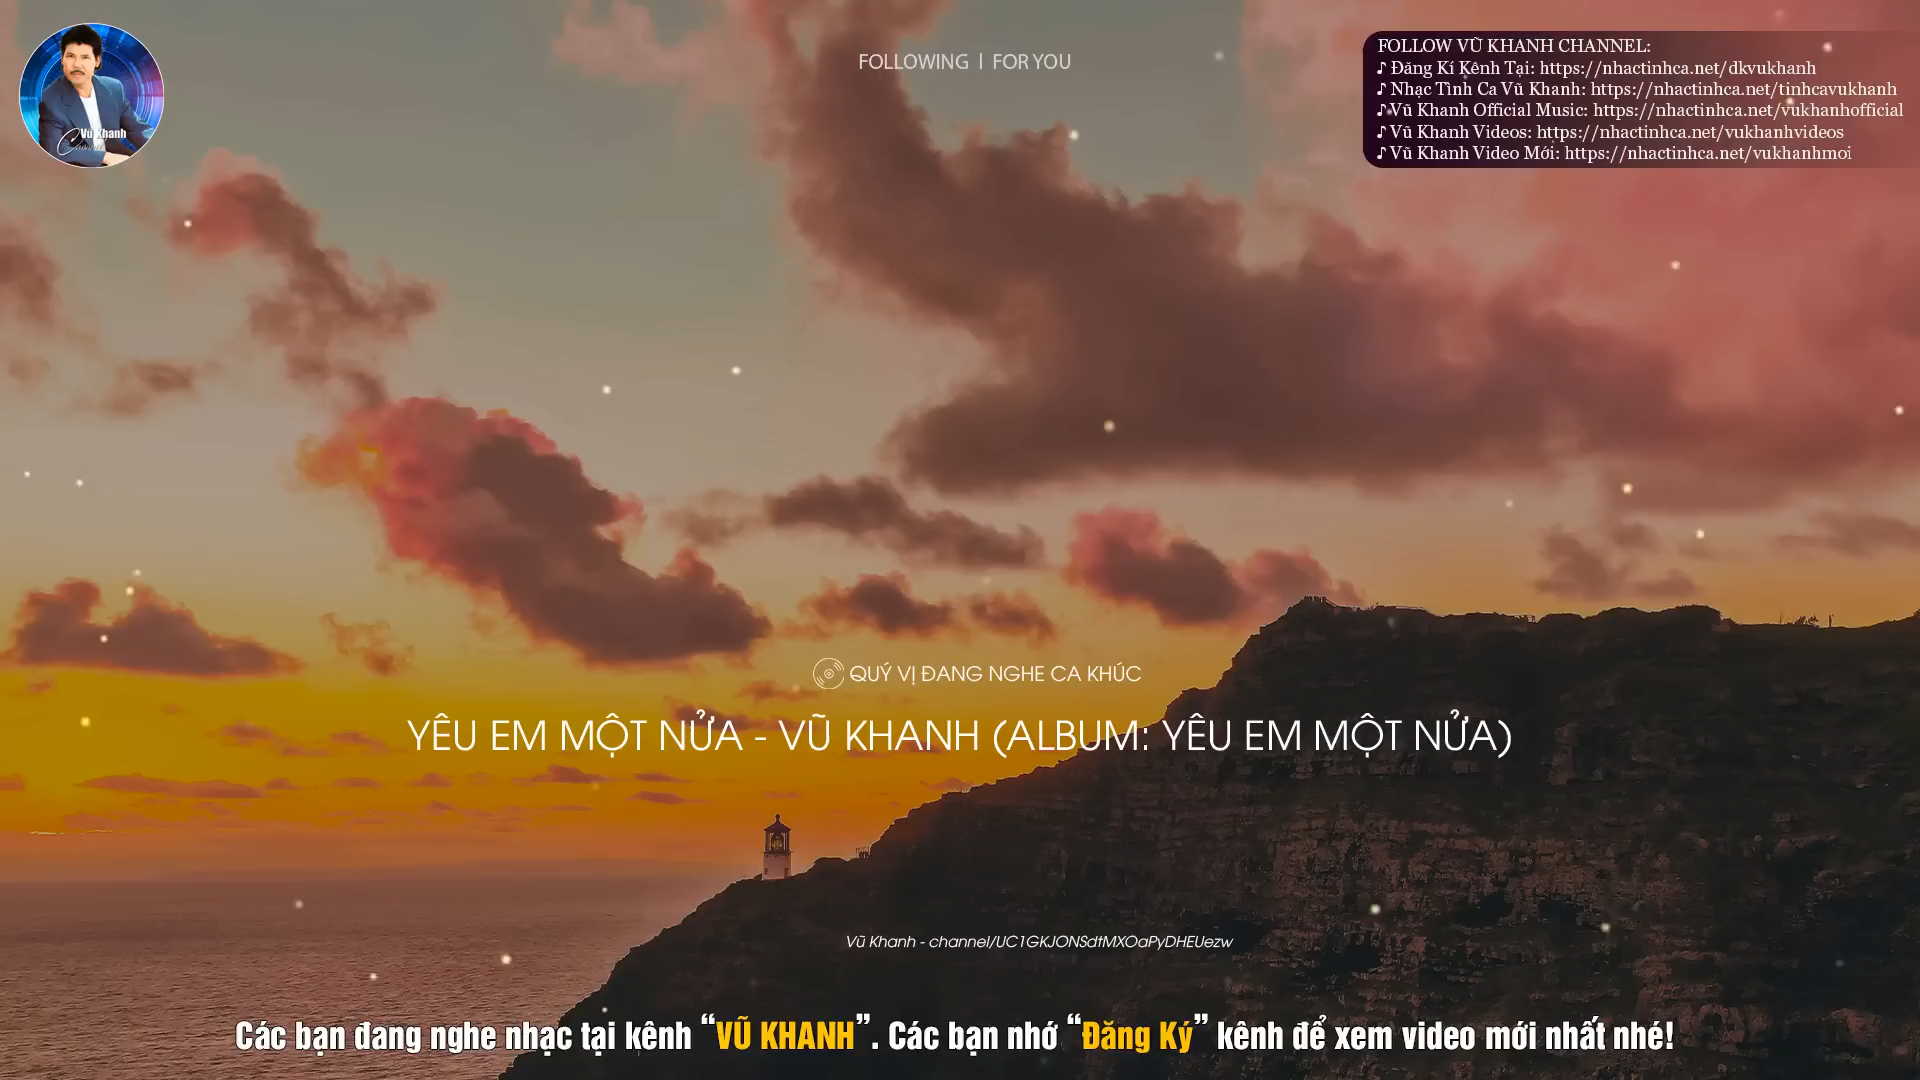 Vũ Khanh
Channel
FOLLOWING | FOR YOU
FOLLOW VŨ KHANH CHANNEL:
♪ Đăng Kí Kênh Tại: https://nhactinhca.net/dkvukhanh
♪ Nhạc Tình Ca Vũ Khanh: https://nhactinhca.net/tinhcavukhanh
♪ Vũ Khanh Official Music: https://nhactinhca.net/vukhanhofficial
♪ Vũ Khanh Videos: https://nhactinhca.net/vukhanhvideos
♪ Vũ Khanh Video Mới: https://nhactinhca.net/vukhanhmoi
QUÝ VỊ ĐANG NGHE CA KHÚC
YÊU EM MỘT NỬA - VŨ KHANH (ALBUM: YÊU EM MỘT NỬA)
Vũ Khanh - channel/UC1GKJONSdtMXOaPyDHEUezw
Các bạn đang nghe nhạc tại kênh “VŨ KHANH”. Các bạn nhớ “Đăng Ký” kênh để xem video mới nhất nhé!